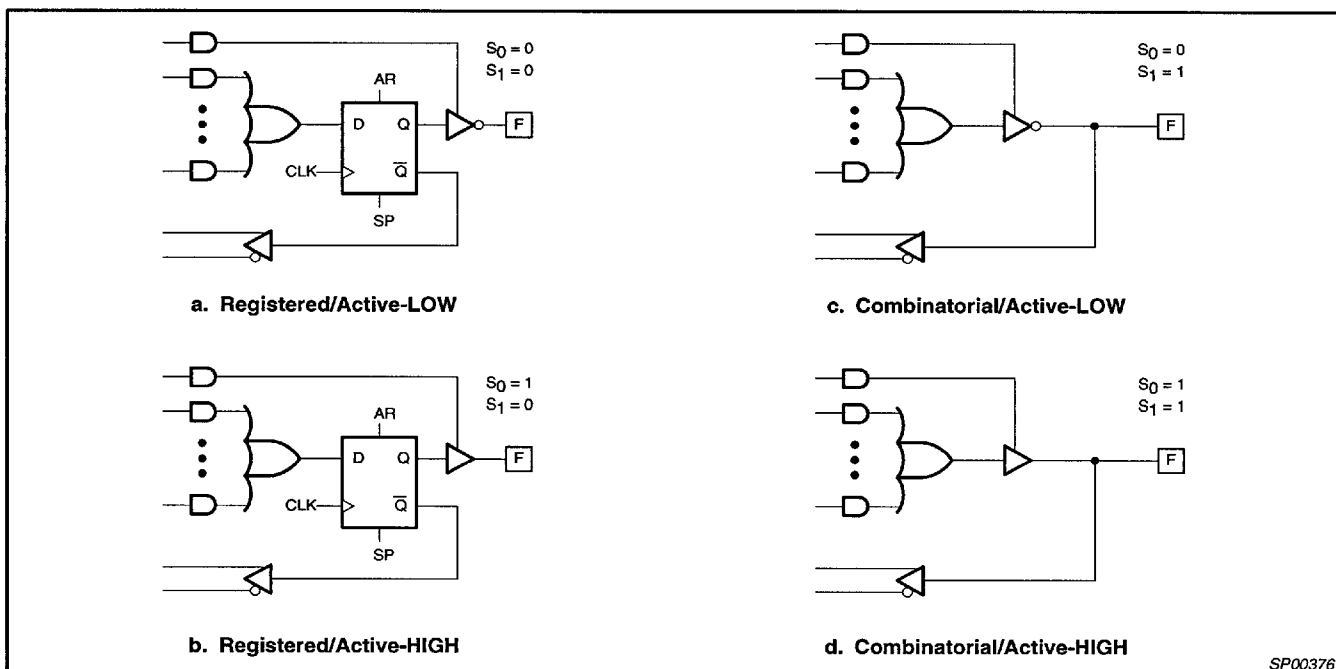 S0 = 0
S1 = 0
AR
D Q
F
CLK
Q̅
SP
a. Registered/Active-LOW
S0 = 0
S1 = 1
F
c. Combinatorial/Active-LOW
S0 = 1
S1 = 0
AR
D Q
F
CLK
Q̅
SP
b. Registered/Active-HIGH
S0 = 1
S1 = 1
F
d. Combinatorial/Active-HIGH
SP00376